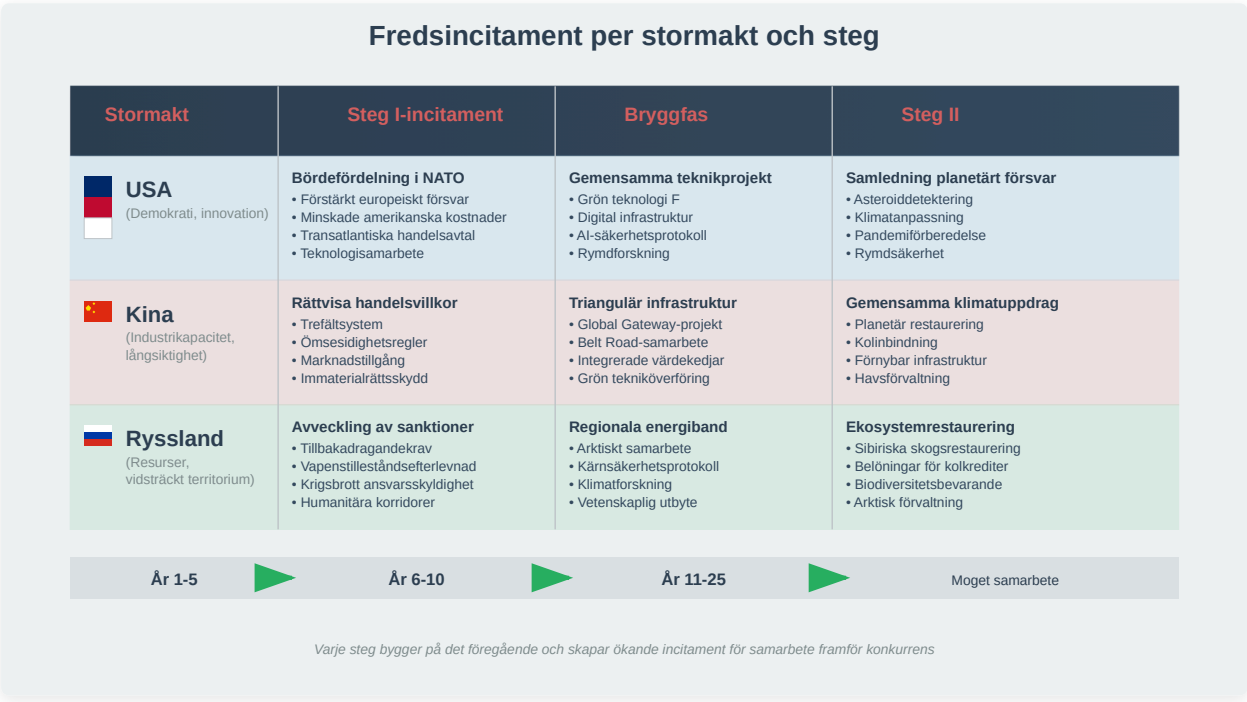 Fredsincitament per stormakt och steg
Stormakt
Steg I-incitament
Bryggfas
Steg II
USA
(Demokrati, innovation)
Bördefördelning i NATO
• Förstärkt europeiskt försvar
• Minskade amerikanska kostnader
• Transatlantiska handelsavtal
• Teknologisamarbete
Gemensamma teknikprojekt
• Grön teknologi F
• Digital infrastruktur
• AI-säkerhetsprotokoll
• Rymdforskning
Samledning planetärt försvar
• Asteroiddetektering
• Klimatanpassning
• Pandemiförberedelse
• Rymdsäkerhet
Kina
(Industrikapacitet,
långsiktighet)
Rättvisa handelsvillkor
• Trefältsystem
• Ömsesidighetsregler
• Marknadstillgång
• Immaterialrättsskydd
Triangulär infrastruktur
• Global Gateway-projekt
• Belt Road-samarbete
• Integrerade värdekedjar
• Grön tekniköverföring
Gemensamma klimatuppdrag
• Planetär restaurering
• Kolinbindning
• Förnybar infrastruktur
• Havsförvaltning
Ryssland
(Resurser,
vidsträckt territorium)
Avveckling av sanktioner
• Tillbakadragandekrav
• Vapenstilleståndsefterlevnad
• Krigsbrott ansvarsskyldighet
• Humanitära korridorer
Regionala energiband
• Arktiskt samarbete
• Kärnsäkerhetsprotokoll
• Klimatforskning
• Vetenskaplig utbyte
Ekosystemrestaurering
• Sibiriska skogsrestaurering
• Belöningar för kolkrediter
• Biodiversitetsbevarande
• Arktisk förvaltning
År 1-5
År 6-10
År 11-25
Moget samarbete
Varje steg bygger på det föregående och skapar ökande incitament för samarbete framför konkurrens